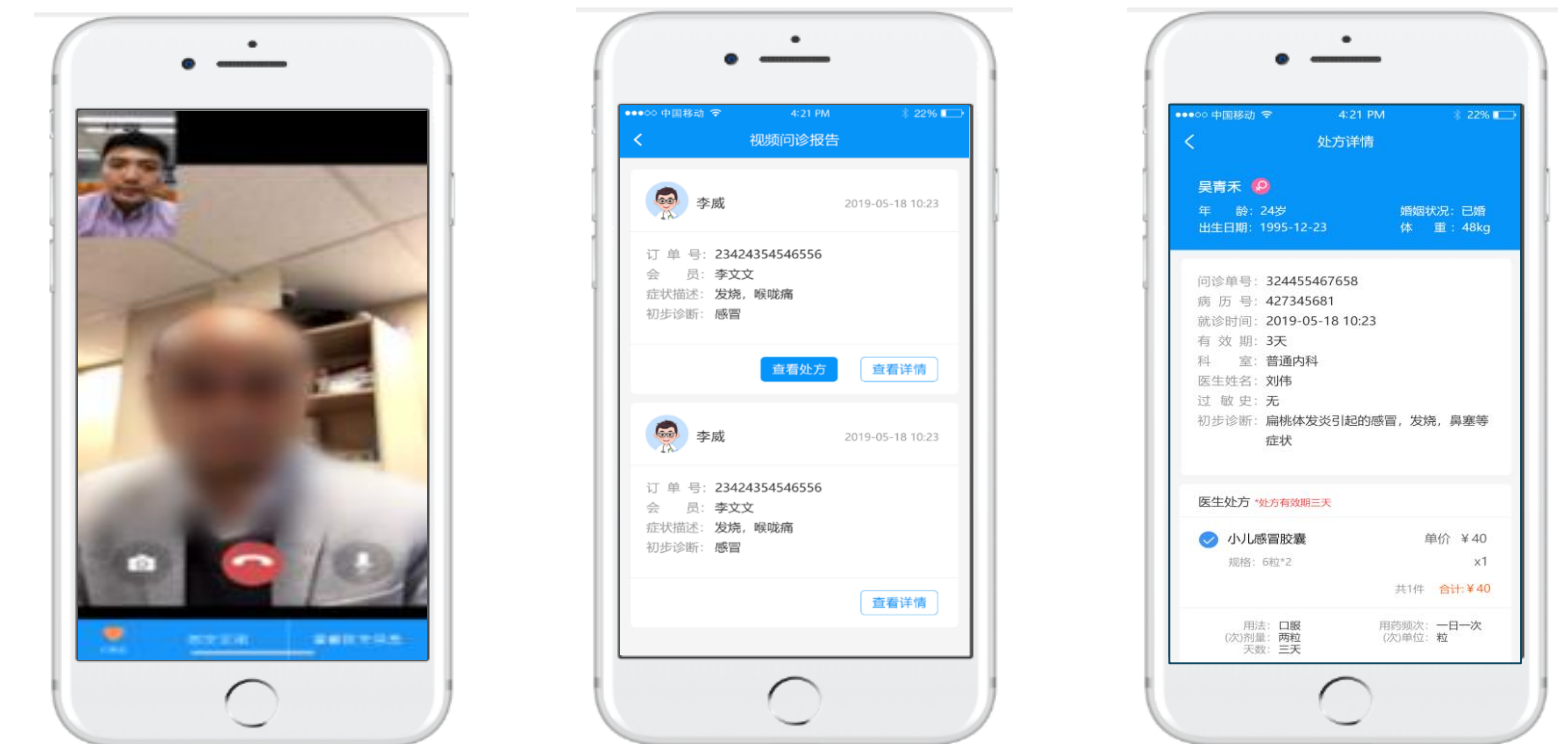 中国移动 4:21 PM 22%
视频问诊报告
李威 2019-05-18 10:23
订 单 号: 23424354546556
会 员: 李文文
症状描述: 发烧, 喉咙痛
初步诊断: 感冒
查看处方 查看详情
李威 2019-05-18 10:23
订 单 号: 23424354546556
会 员: 李文文
症状描述: 发烧, 喉咙痛
初步诊断: 感冒
查看详情
中国移动 4:21 PM 22%
处方详情
吴青禾
年 龄: 24岁 婚姻状况: 已婚
出生日期: 1995-12-23 体 重: 48kg
问诊单号: 324455467658
病 历 号: 427345681
就诊时间: 2019-05-18 10:23
有 效 期: 3天
科 室: 普通内科
医生姓名: 刘伟
过 敏 史: 无
初步诊断: 扁桃体发炎引起的感冒, 发烧, 鼻塞等
症状
医生处方 *处方有效期三天
小儿感冒胶囊 单价 ¥ 40
规格: 6粒*2 x1
共1件 合计: ¥ 40
用法: 口服 用药频次: 一日一次
(次)剂量: 两粒 (次)单位: 粒
天数: 三天